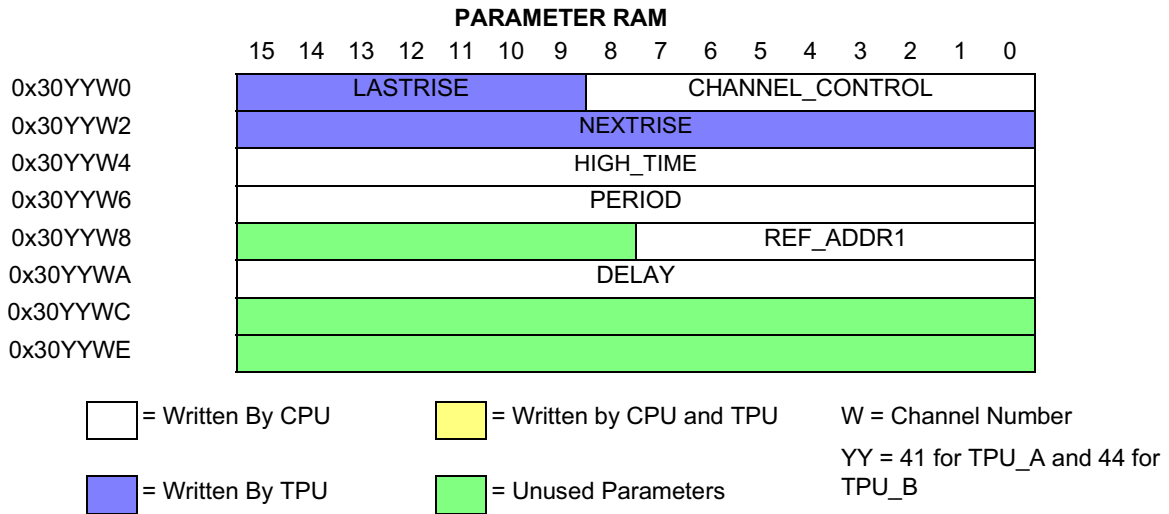 PARAMETER RAM
15 14 13 12 11 10 9 8 7 6 5 4 3 2 1 0
0x30YYW0 LASTRISE CHANNEL_CONTROL
0x30YYW2 NEXTRISE
0x30YYW4 HIGH_TIME
0x30YYW6 PERIOD
0x30YYW8 REF_ADDR1
0x30YYWA DELAY
0x30YYWC
0x30YYWE
= Written By CPU = Written by CPU and TPU W = Channel Number
YY = 41 for TPU_A and 44 for
= Written By TPU = Unused Parameters TPU_B